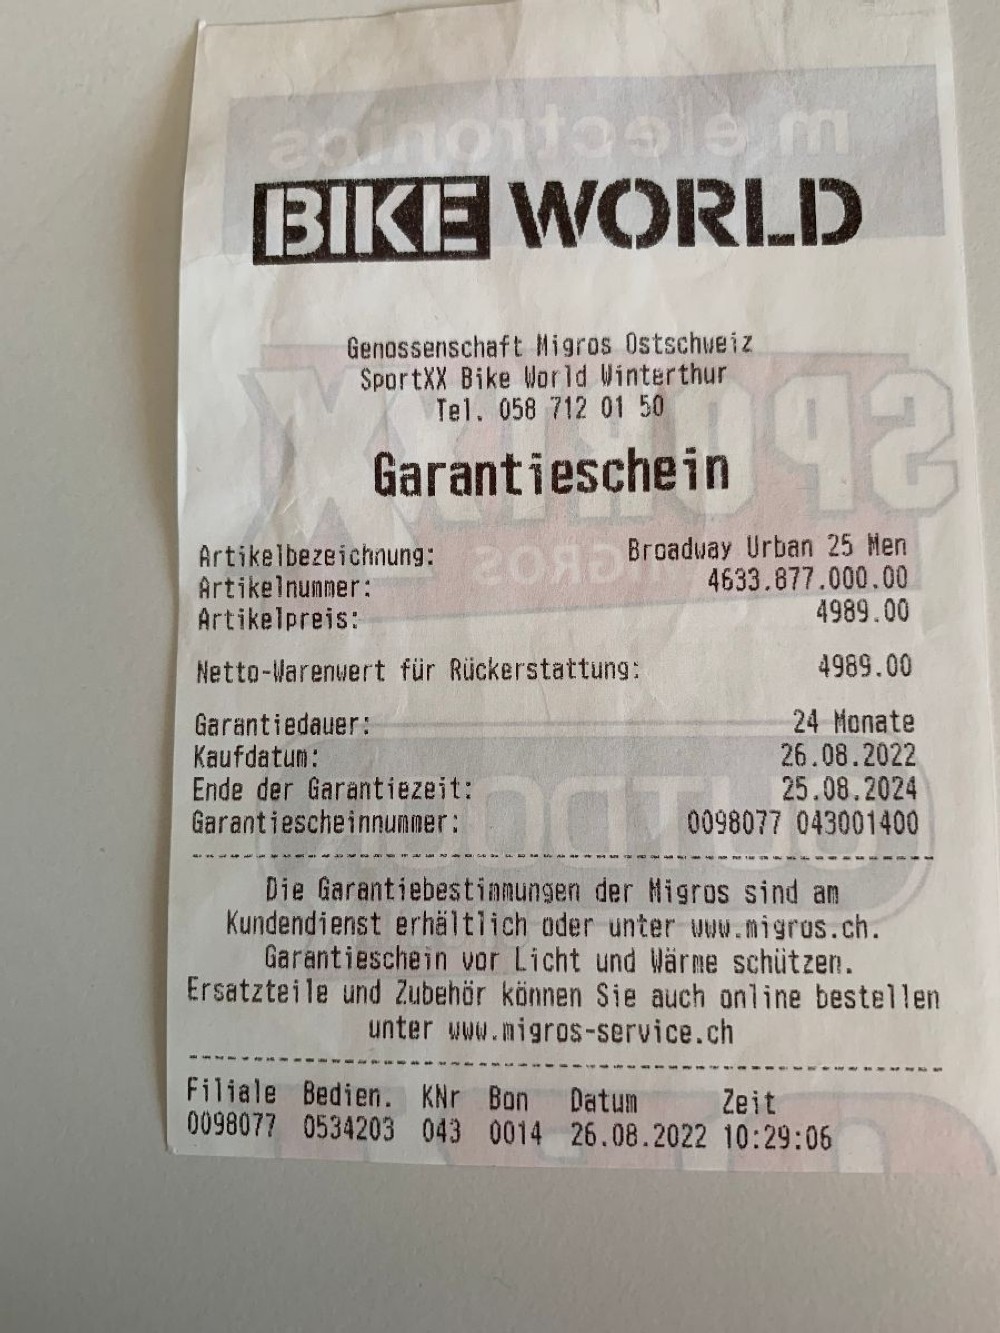 BIKE WORLD
Genossenschaft Migros Ostschweiz
SportXX Bike World Winterthur
Tel. 058 712 01 50
Garantieschein
Artikelbezeichnung: Broadway Urban 25 Men
Artikelnummer: 4633.877.000.00
Artikelpreis: 4989.00
Netto-Warenwert für Rückerstattung: 4989.00
Garantiedauer: 24 Monate
Kaufdatum: 26.08.2022
Ende der Garantiezeit: 25.08.2024
Garantiescheinnummer: 0098077 043001400
Die Garantiebestimmungen der Migros sind am
Kundendienst erhältlich oder unter www.migros.ch.
Garantieschein vor Licht und Wärme schützen.
Ersatzteile und Zubehör können Sie auch online bestellen
unter www.migros-service.ch
Filiale Bedien. KNr Bon Datum Zeit
0098077 0534203 043 0014 26.08.2022 10:29:06